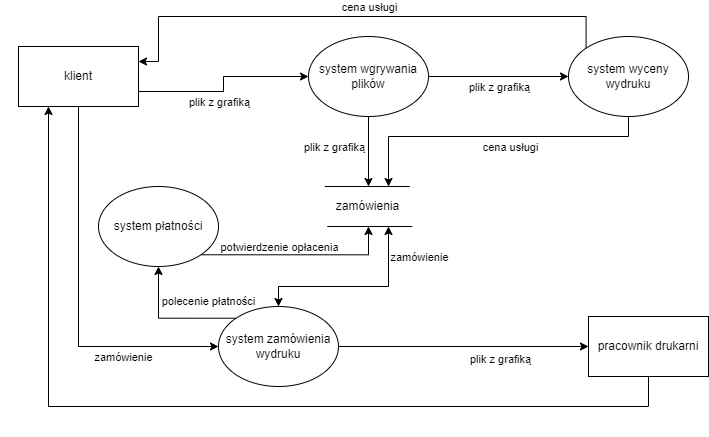 cena usługi
klient
system wgrywania
plików
system wyceny
wydruku
plik z grafiką
plik z grafiką
plik z grafiką
cena usługi
zamówienia
system płatności
potwierdzenie opłacenia
zamówienie
polecenie płatności
system zamówienia
wydruku
pracownik drukarni
zamówienie
plik z grafiką